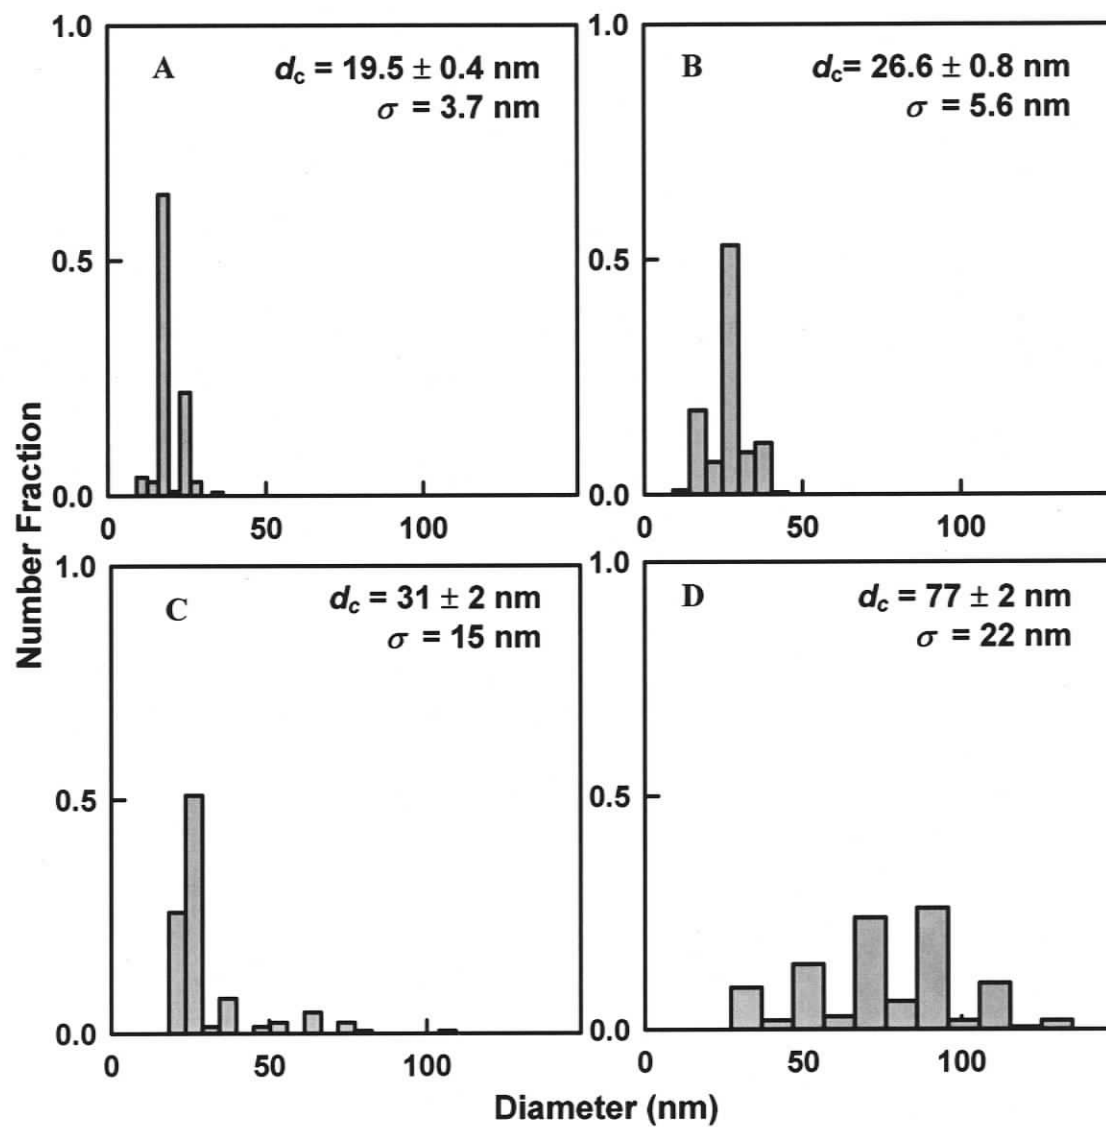 Number Fraction
1.0
A
d_c = 19.5 ± 0.4 nm
σ = 3.7 nm
0.5
0.0
0
50
100
1.0
B
d_c= 26.6 ± 0.8 nm
σ = 5.6 nm
0.5
0.0
0
50
100
1.0
C
d_c = 31 ± 2 nm
σ = 15 nm
0.5
0.0
0
50
100
1.0
D
d_c = 77 ± 2 nm
σ = 22 nm
0.5
0.0
0
50
100
Diameter (nm)